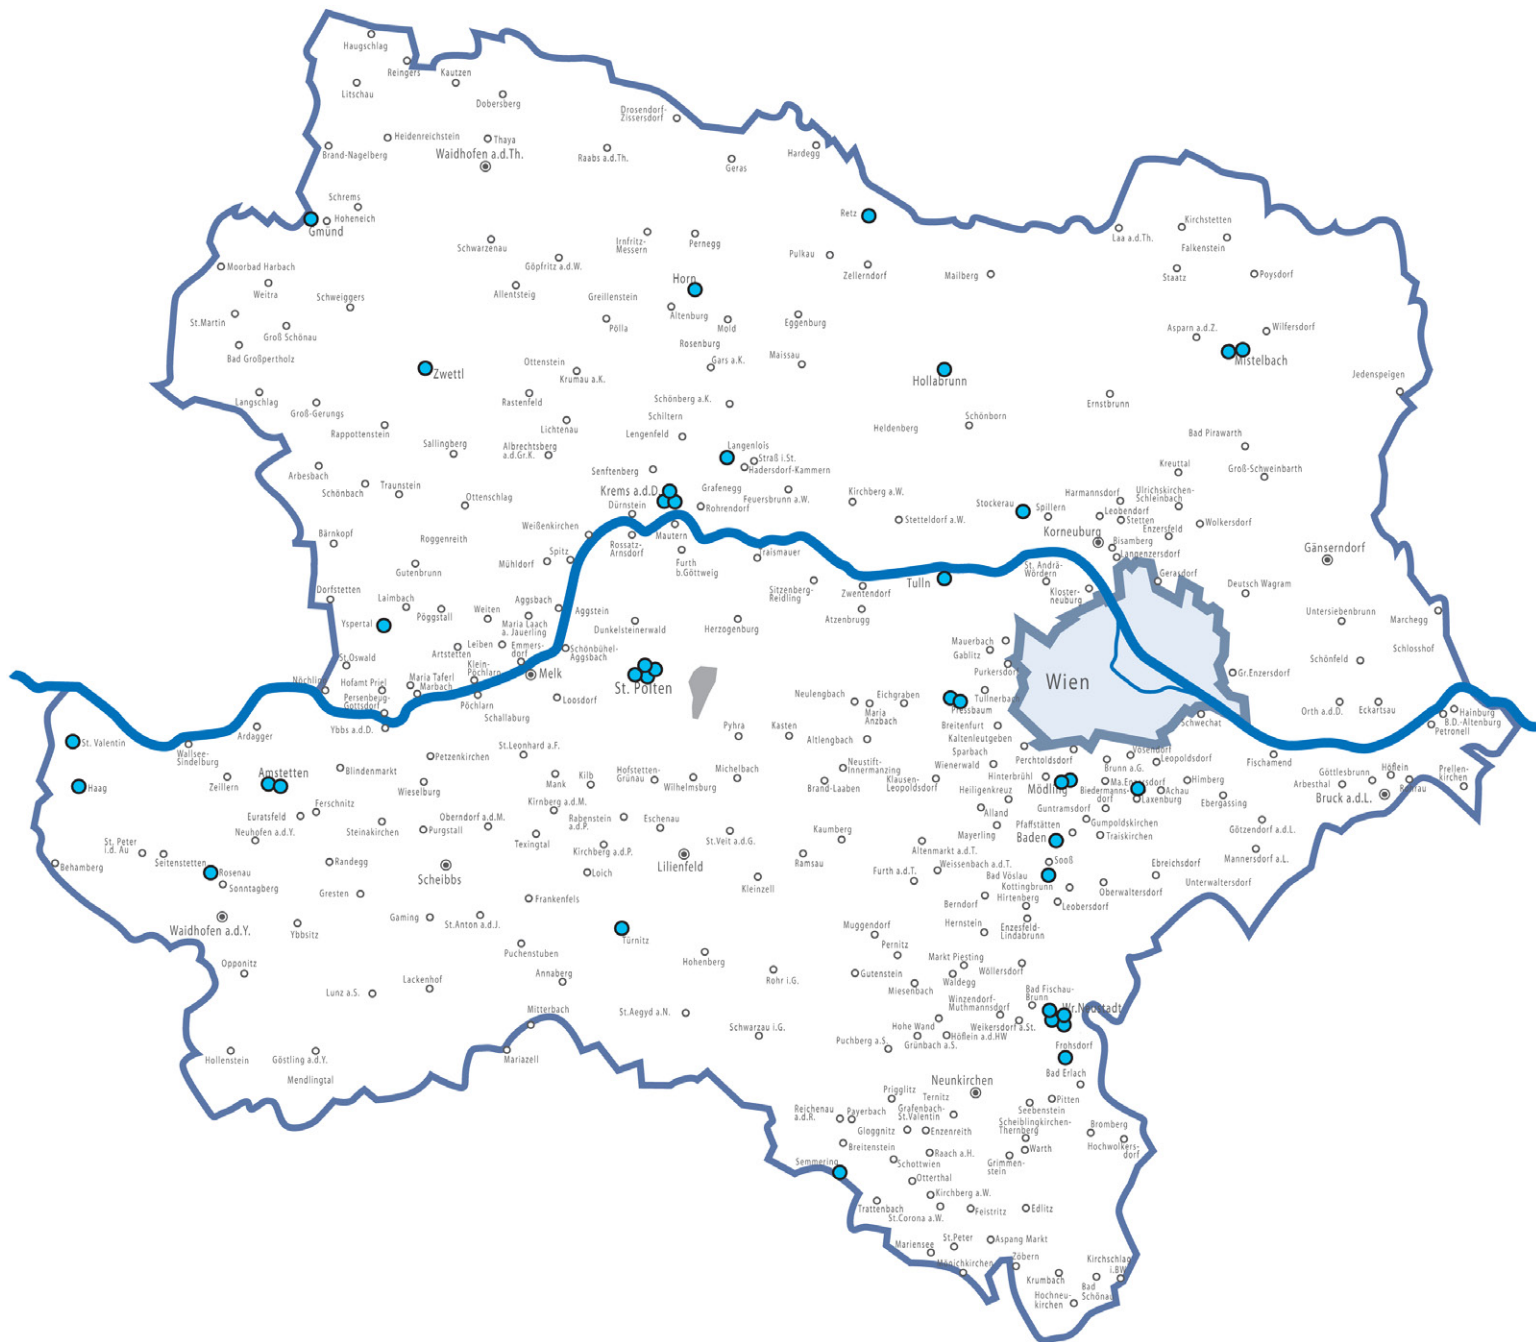 Haugschlag
Reingers
Kautzen
Litschau
Dobersberg
Drosendorf-
Zissersdorf
Heidenreichstein
Thaya
Brand-Nagelberg
Waidhofen a.d.Th.
Raabs a.d.Th.
Geras
Hardegg
Schrems
Hoheneich
Gmünd
Retz
Kirchstetten
Laa a.d.Th.
Falkenstein
Schwarzenau
Irnfritz-
Messern
Pernegg
Pulkau
Zellerndorf
Mailberg
Staatz
Poysdorf
Moorbad Harbach
Weitra
Göpfritz a.d.W.
Horn
Allentsteig
Greillenstein
Schweiggers
St.Martin
Groß Schönau
Altenburg
Pölla
Mold
Eggenburg
Asparn a.d.Z.
Wilfersdorf
Bad Großpertholz
Rosenburg
Ottenstein
Gars a.K.
Maissau
Mistelbach
Zwettl
Krumau a.K.
Hollabrunn
Jedenspeigen
Langschlag
Groß-Gerungs
Rastenfeld
Schönberg a.K.
Ernstbrunn
Rappottenstein
Lichtenau
Schiltern
Schönborn
Heldenberg
Lengenfeld
Sallingberg
Albrechtsberg
a.d.Gr.K.
Langenlois
Bad Pirawarth
Straß i.St.
Hadersdorf-Kammern
Arbesbach
Senftenberg
Kreuttal
Groß-Schweinbarth
Schönbach
Traunstein
Krems a.d.D.
Grafenegg
Feuersbrunn a.W.
Kirchberg a.W.
Harmannsdorf
Ulrichskirchen-
Schleinbach
Ottenschlag
Dürnstein
Rohrendorf
Stetteldorf a.W.
Stockerau
Spillern
Leobendorf
Stetten
Wolkersdorf
Weißenkirchen
Rossatz-
Arnsdorf
Mautern
Korneuburg
Enzersfeld
Bisamberg
Langenzersdorf
Bärnkopf
Roggenreith
Spitz
Furth
b.Göttweig
Traismauer
Gänserndorf
Gutenbrunn
Mühldorf
St. Andrä-
Wördern
Gerasdorf
Dorfstetten
Sitzenberg-
Reidling
Zwentendorf
Tulln
Kloster-
neuburg
Deutsch Wagram
Laimbach
Pöggstall
Weiten
Aggsbach
Aggstein
Yspertal
Maria Laach
a. Jauerling
Dunkelsteinerwald
Herzogenburg
Atzenbrugg
Untersiebenbrunn
Marchegg
Artstetten
Leiben
Emmers-
dorf
Schönbühel-
Aggsbach
Mauerbach
Gablitz
Schlosshof
St.Oswald
Klein-
Pöchlarn
Melk
Purkersdorf
Gr.Enzersdorf
Schönfeld
Nöchling
Hofamt Priel
Maria Taferl
Marbach
St. Pölten
Wien
Persenbeug-
Gottsdorf
Pöchlarn
Loosdorf
Neulengbach
Eichgraben
Tullnerbach
Ybbs a.d.D.
Schallaburg
Maria
Anzbach
Pressbaum
Orth a.d.D.
Eckartsau
Hainburg
B.D.-Altenburg
Petronell
Ardagger
Pyhra
Kasten
Altlengbach
Breitenfurt
Kaltenleutgeben
Schwechat
St. Valentin
Wallsee-
Sindelburg
Petzenkirchen
St.Leonhard a.F.
Sparbach
Perchtoldsdorf
Vösendorf
Leopoldsdorf
Fischamend
Amstetten
Blindenmarkt
Mank
Kilb
Hofstetten-
Grünau
Michelbach
Neustift-
Innermanzing
Wienerwald
Brunn a.G.
Haag
Zeillern
Wieselburg
Wilhelmsburg
Brand-Laaben
Klausen-
Leopoldsdorf
Hinterbrühl
Ma.Enzersdorf
Himberg
Göttlesbrunn
Höflein
Prellen-
kirchen
Arbesthal
Rohrau
Bruck a.d.L.
Mödling
Biedermanns-
dorf
Achau
Laxenburg
Ebergassing
Heiligenkreuz
Ferschnitz
Euratsfeld
Kirnberg a.d.M.
Rabenstein
a.d.P.
Eschenau
Alland
Guntramsdorf
Gumpoldskirchen
Steinakirchen
Oberndorf a.d.M.
Purgstall
Neuhofen a.d.Y.
Texingtal
Kirchberg a.d.P.
St.Veit a.d.G.
Kaumberg
Mayerling
Pfaffstätten
Traiskirchen
Götzendorf a.d.L.
St. Peter
i.d. Au
Seitenstetten
Baden
Altenmarkt a.d.T.
Ramsau
Mannersdorf a.L.
Behamberg
Randegg
Scheibbs
Lilienfeld
Rosenau
Loich
Weissenbach a.d.T.
Sooß
Ebreichsdorf
Furth a.d.T.
Bad Vöslau
Sonntagberg
Kleinzell
Kottingbrunn
Oberwaltersdorf
Unterwaltersdorf
Gresten
Frankenfels
Berndorf
Hirtenberg
Leobersdorf
Waidhofen a.d.Y.
Gaming
St.Anton a.d.J.
Hernstein
Enzesfeld-
Lindabrunn
Ybbsitz
Türnitz
Muggendorf
Puchenstuben
Hohenberg
Pernitz
Opponitz
Markt Piesting
Wöllersdorf
Lackenhof
Annaberg
Rohr i.G.
Gutenstein
Waldegg
Miesenbach
Lunz a.S.
Bad Fischau-
Brunn
Winzendorf-
Muthmannsdorf
Wr.Neustadt
Mitterbach
St.Aegyd a.N.
Schwarzau i.G.
Hohe Wand
Weikersdorf a.St.
Höflein a.d.HW
Puchberg a.S.
Grünbach a.S.
Frohsdorf
Hollenstein
Göstling a.d.Y.
Mariazell
Bad Erlach
Mendlingtal
Neunkirchen
Prigglitz
Ternitz
Pitten
Seebenstein
Reichenau
a.d.R.
Payerbach
Grafenbach-
St.Valentin
Scheiblingkirchen-
Thernberg
Bromberg
Gloggnitz
Enzenreith
Hochwolkers-
dorf
Breitenstein
Warth
Semmering
Schottwien
Raach a.H.
Grimmen-
stein
Otterthal
Kirchberg a.W.
Trattenbach
St.Corona a.W.
Feistritz
Edlitz
Mariensee
St.Peter
Aspang Markt
Zöbern
Kirchschlag
i.BW
Mönichkirchen
Krumbach
Bad
Schönau
Hochneu-
kirchen